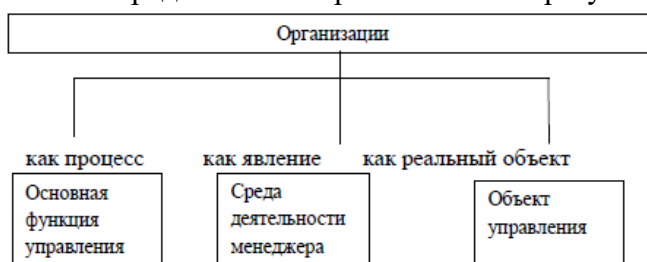 Организации
как процесс как явление как реальный объект
Основная
функция
управления
Среда
деятельности
менеджера
Объект
управления